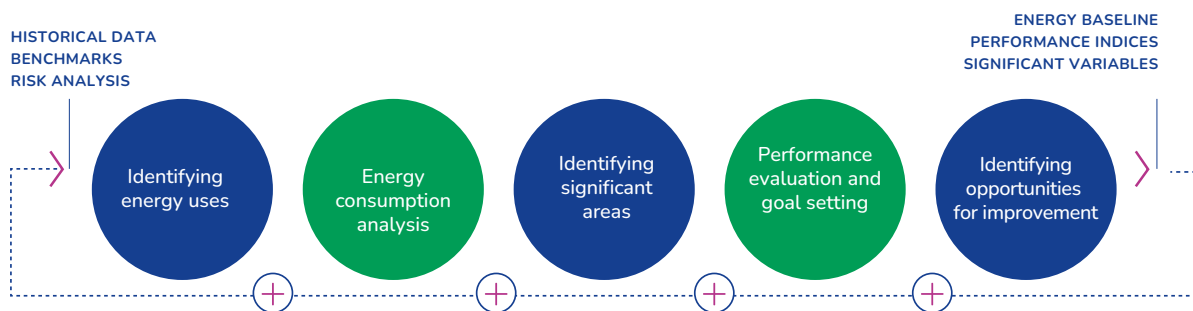 HISTORICAL DATA
BENCHMARKS
RISK ANALYSIS
ENERGY BASELINE
PERFORMANCE INDICES
SIGNIFICANT VARIABLES
Identifying
energy uses
Energy
consumption
analysis
Identifying
significant
areas
Performance
evaluation and
goal setting
Identifying
opportunities
for improvement